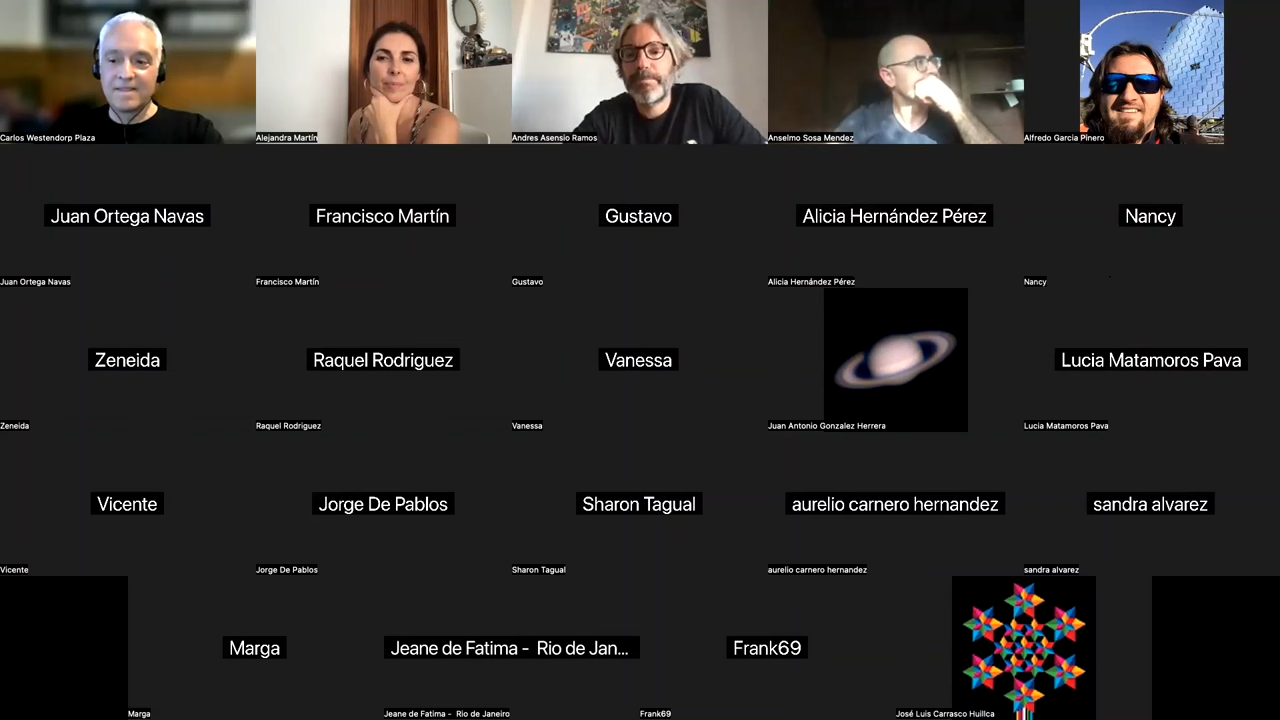 Carlos Westendorp Plaza
Alejandra Martín
Andres Asensio Ramos
Anselmo Sosa Mendez
Alfredo Garcia Pinero
Juan Ortega Navas
Francisco Martín
Gustavo
Alicia Hernández Pérez
Nancy
Juan Ortega Navas
Francisco Martín
Gustavo
Alicia Hernández Pérez
Nancy
Zeneida
Raquel Rodriguez
Vanessa
Lucia Matamoros Pava
Zeneida
Raquel Rodriguez
Vanessa
Juan Antonio Gonzalez Herrera
Lucia Matamoros Pava
Vicente
Jorge De Pablos
Sharon Tagual
aurelio carnero hernandez
sandra alvarez
Vicente
Jorge De Pablos
Sharon Tagual
aurelio carnero hernandez
sandra alvarez
Marga
Jeane de Fatima - Rio de Jan...
Frank69
Marga
Jeane de Fatima - Rio de Janeiro
Frank69
José Luis Carrasco Huillca